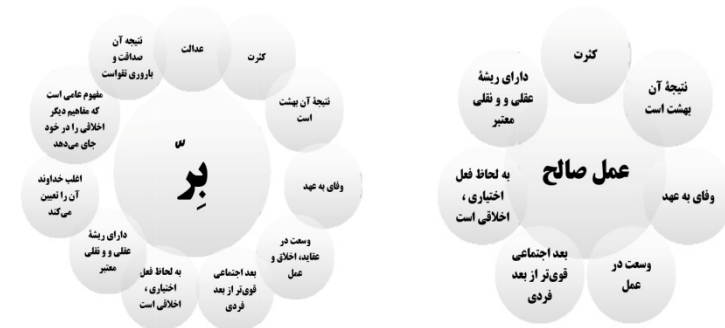 بِرّ
عدالت
کثرت
نتیجۀ آن بهشت
است
وفای به عهد
وسعت در
عقاید، اخلاق و
عمل
بعد اجتماعی
قوی‌تر از بعد
فردی
به لحاظ فعل
اختیاری ،
اخلاقی است
دارای ریشۀ
عقلی و و نقلی
معتبر
اغلب خداوند
آن را تعیین
می‌کند
مفهوم عامی است
که مفاهیم دیگر
اخلاقی را در خود
جای می‌دهد
نتیجه آن
صداقت و
باروری تقواست
عمل صالح
کثرت
نتیجۀ آن
بهشت است
وفای به عهد
وسعت در
عمل
بعد اجتماعی
قوی‌تر از بعد
فردی
به لحاظ فعل
اختیاری ،
اخلاقی است
دارای ریشۀ
عقلی و و نقلی
معتبر